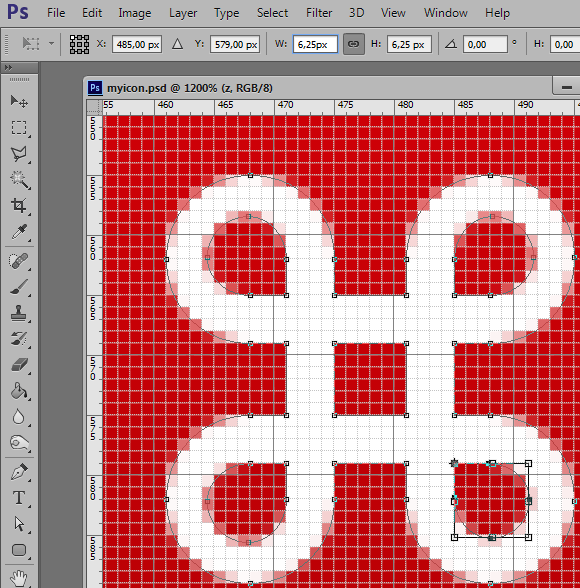 Ps File Edit Image Layer Type Select Filter 3D View Window Help
X: 485,00 px Y: 579,00 px W: 6,25px H: 6,25 px 0,00 ° H: 0,00
Ps myicon.psd @ 1200% (z, RGB/8)
55 460 465 470 475 480 485 490 4
550
555
560
565
570
575
580
585
T